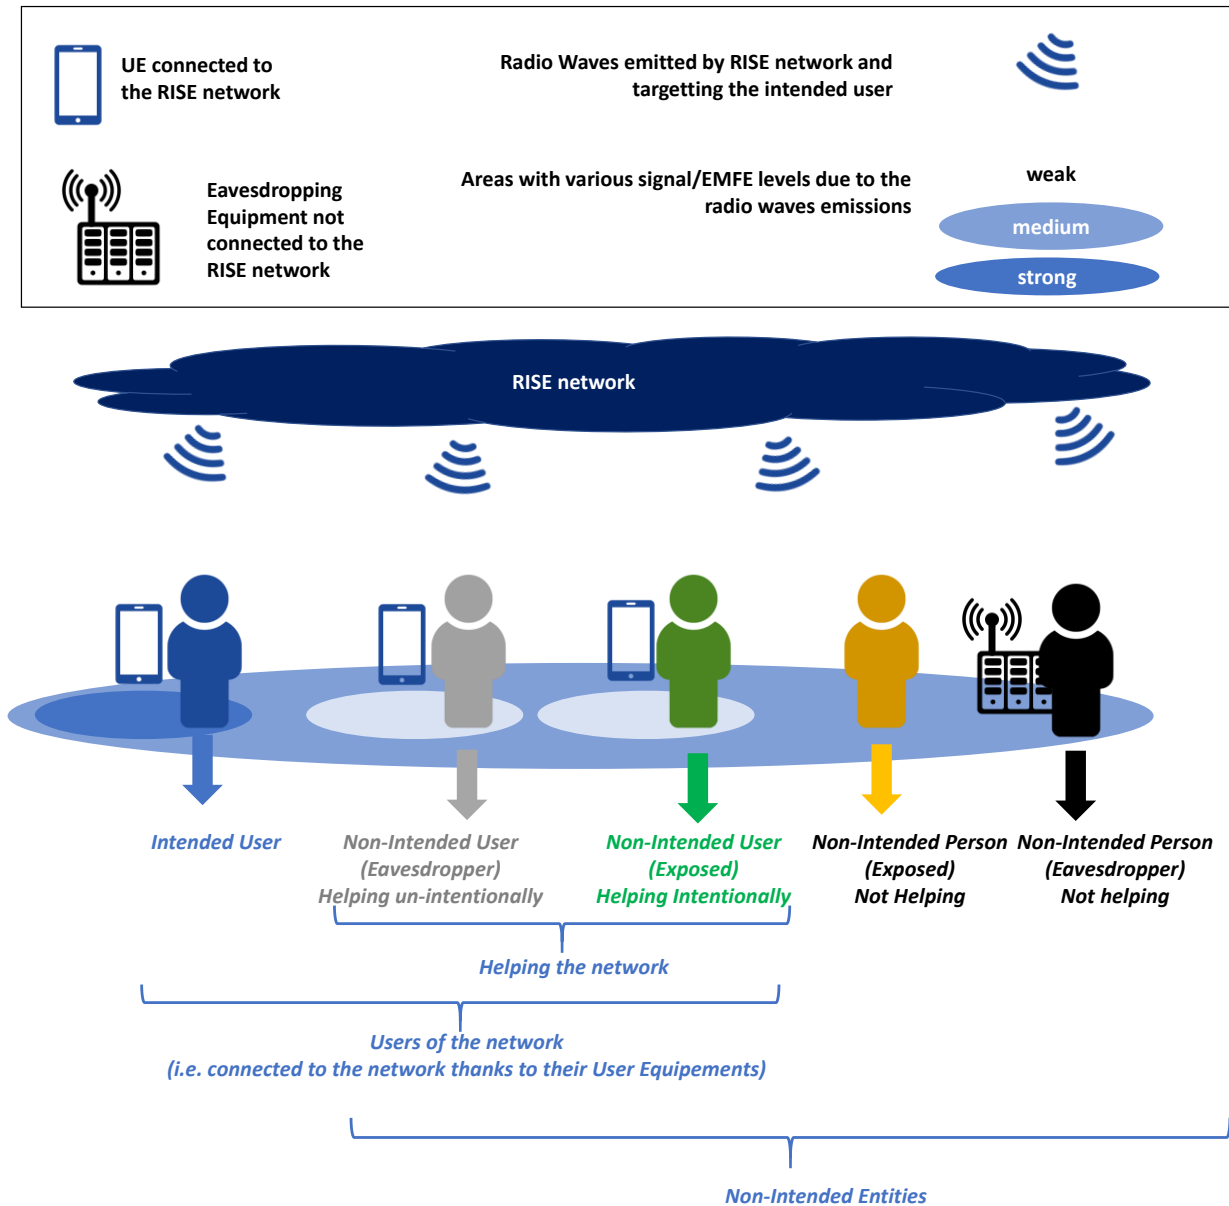 UE connected to
the RISE network
Radio Waves emitted by RISE network and
targetting the intended user
Eavesdropping
Equipment not
connected to the
RISE network
Areas with various signal/EMFE levels due to the
radio waves emissions
weak
medium
strong
RISE network
Intended User
Non-Intended User
(Eavesdropper)
Helping un-intentionally
Non-Intended User
(Exposed)
Helping Intentionally
Non-Intended Person
(Exposed)
Not Helping
Non-Intended Person
(Eavesdropper)
Not helping
Helping the network
Users of the network
(i.e. connected to the network thanks to their User Equipements)
Non-Intended Entities